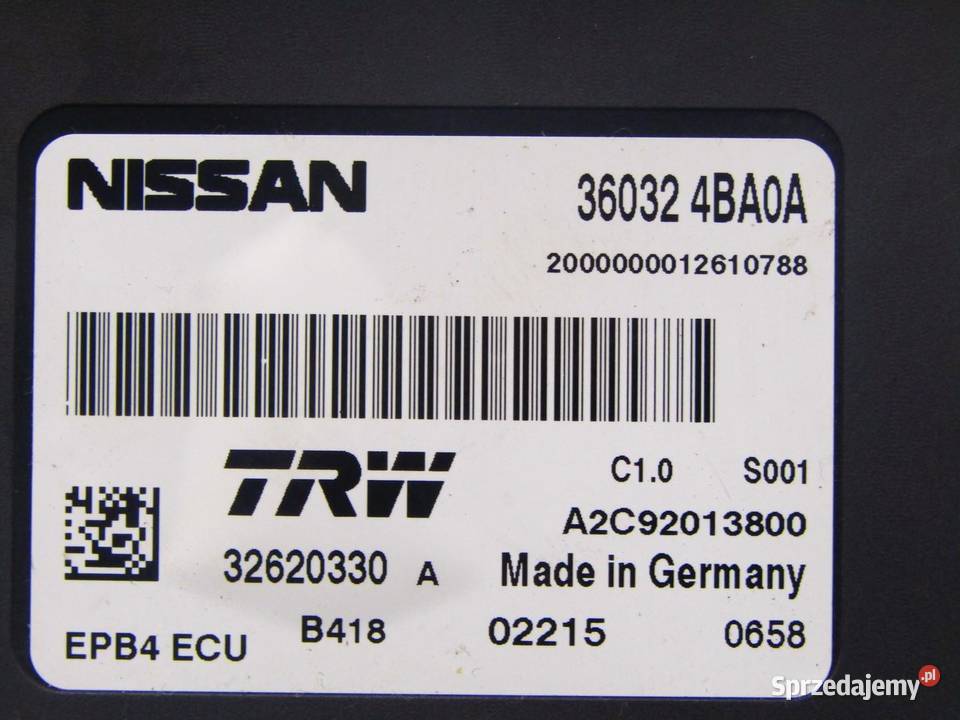 NISSAN 36032 4BA0A
2000000012610788
TRW C1.0 S001
A2C92013800
32620330 A Made in Germany
EPB4 ECU B418 02215 0658
Sprzedajemy.pl